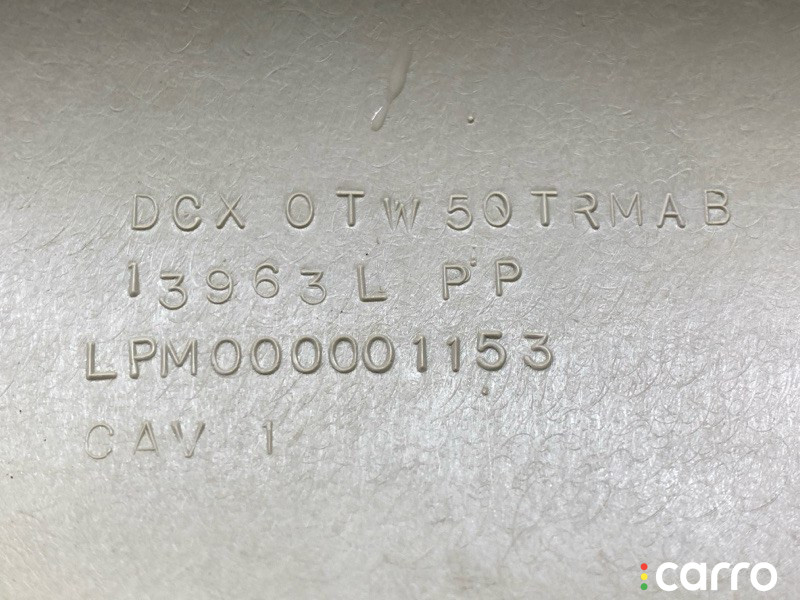 DCX 0TW50TRMAB
13963L PP
LPM000001153
CAV 1
carro